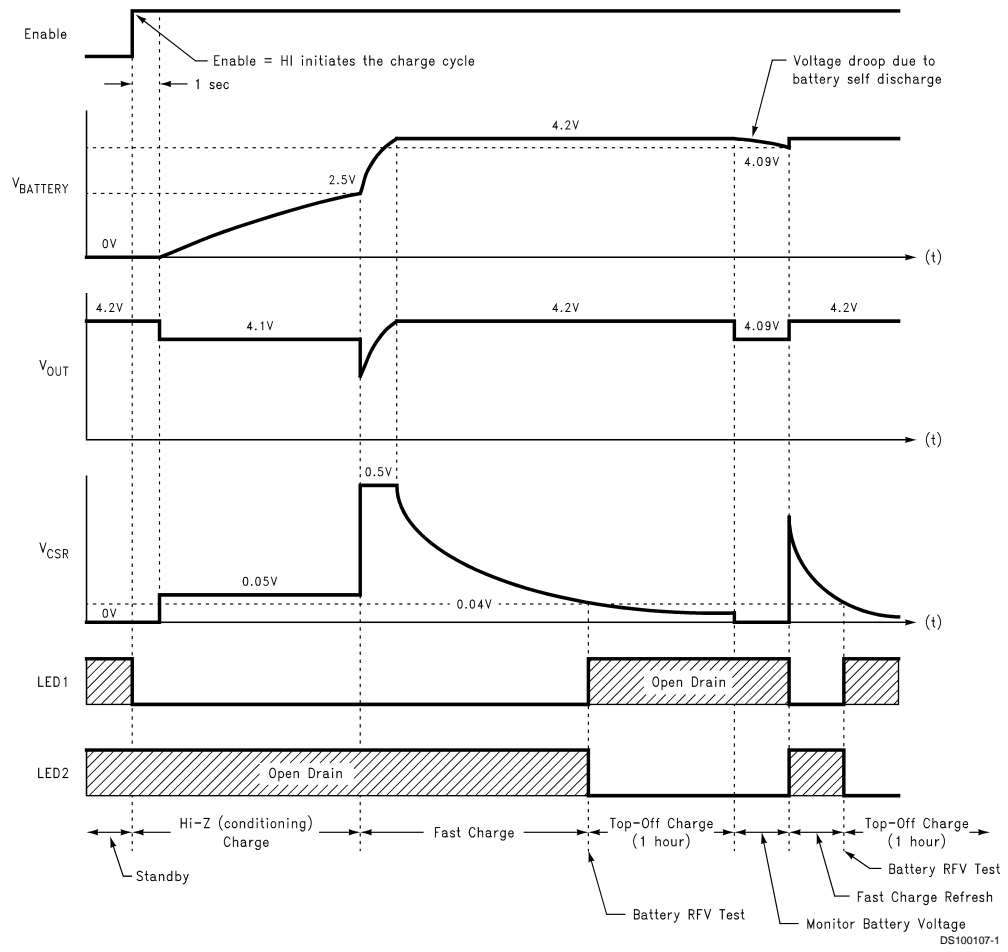 Enable
Enable = HI initiates the charge cycle
1 sec
Voltage droop due to
battery self discharge
4.2V
4.09V
2.5V
VBATTERY
0V
(t)
4.2V
4.1V
4.2V
4.09V
4.2V
VOUT
(t)
0.5V
VCSR
0.05V
0.04V
0V
(t)
LED1
Open Drain
LED2
Open Drain
Hi-Z (conditioning)
Charge
Fast Charge
Top-Off Charge
(1 hour)
Top-Off Charge
(1 hour)
Standby
Battery RFV Test
Fast Charge Refresh
Battery RFV Test
Monitor Battery Voltage
DS100107-1